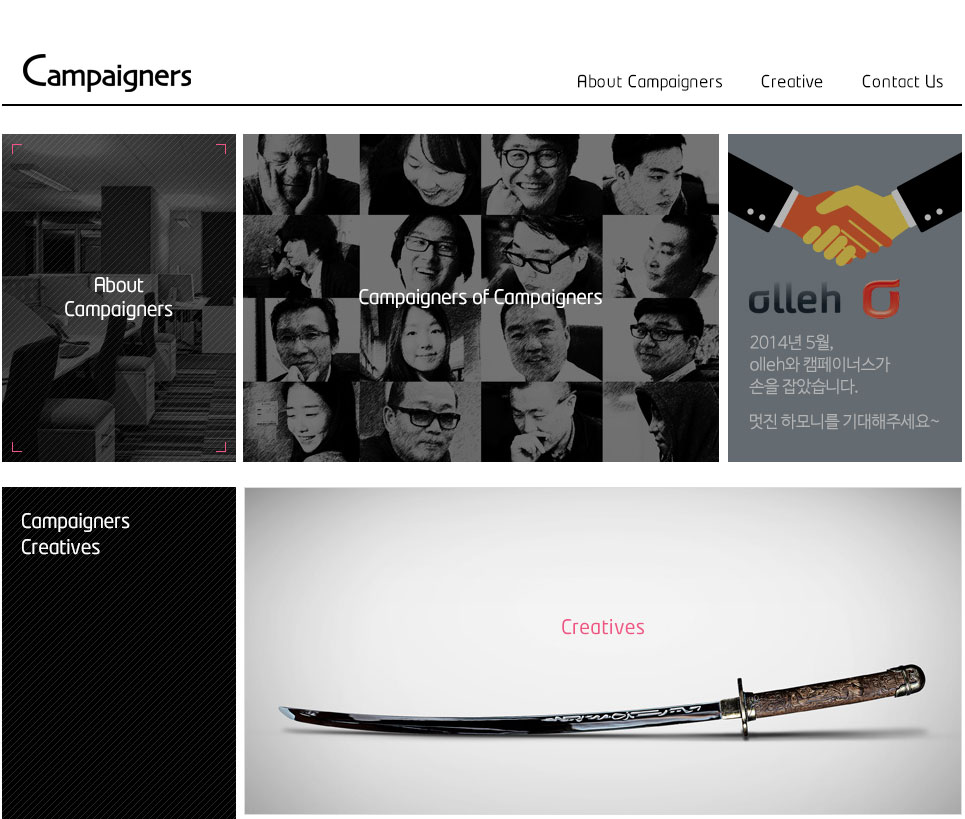 Campaigners
About Campaigners
Creative
Contact Us
About
Campaigners
Campaigners of Campaigners
olleh
2014년 5월,
olleh와 캠페이너스가
손을 잡았습니다.
멋진 하모니를 기대해주세요~
Campaigners
Creatives
Creatives